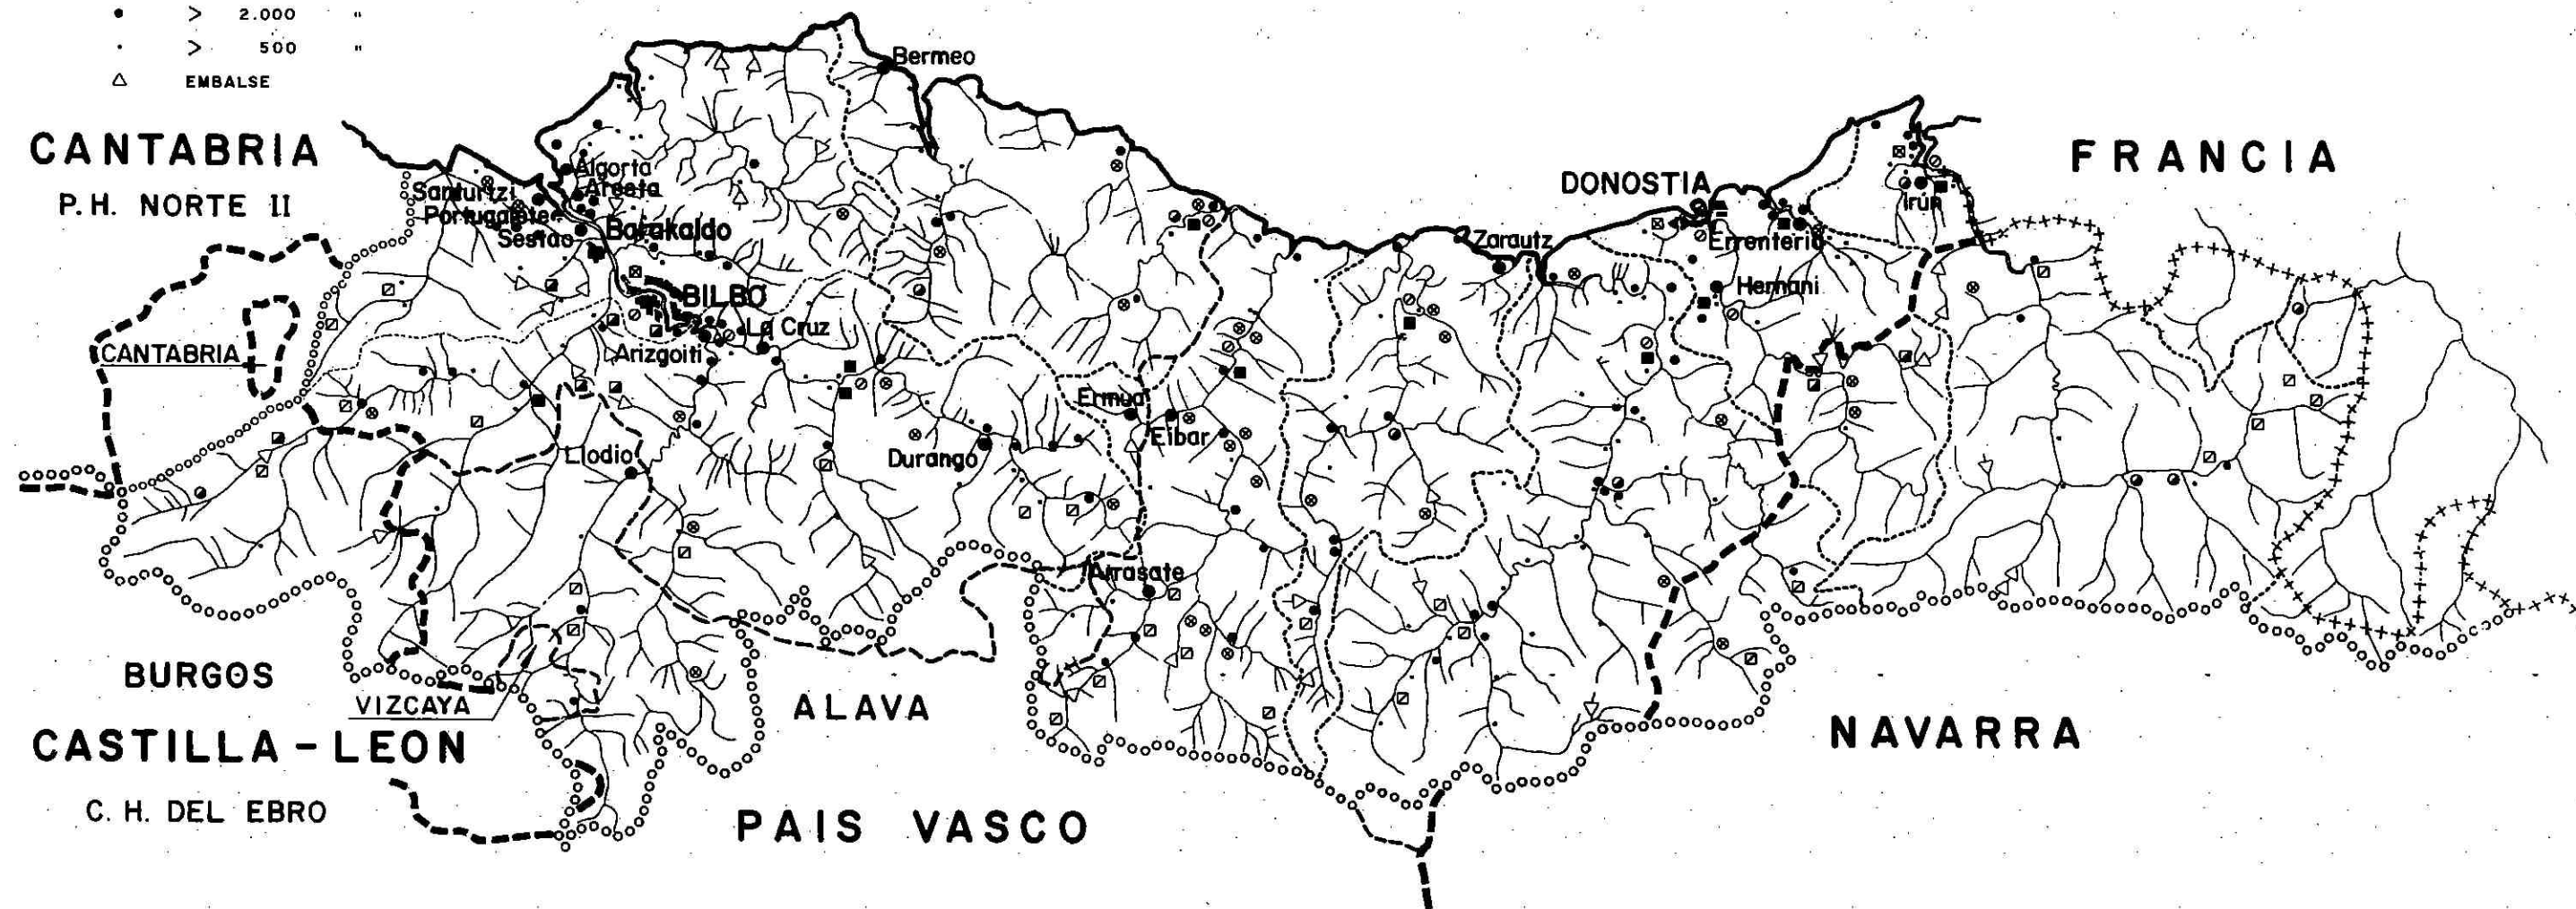 > 2.000 "
> 500 "
EMBALSE
Bermeo
CANTABRIA
P.H. NORTE II
FRANCIA
Algorta
Santurtzi
Areeta
Portugalete
Sestao
Barakaldo
DONOSTIA
Irún
Errenteria
Zarautz
Hernani
BILBO
La Cruz
Arizgoiti
CANTABRIA
Ermua
Eibar
Llodio
Durango
Arrasate
BURGOS
VIZCAYA
ALAVA
CASTILLA-LEON
NAVARRA
C. H. DEL EBRO
PAIS VASCO